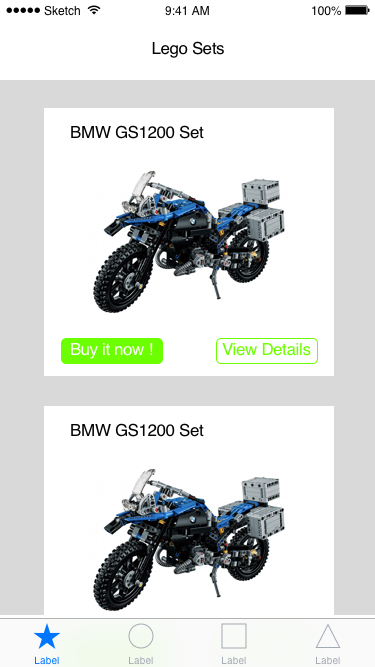 Sketch 9:41 AM 100%
Lego Sets
BMW GS1200 Set
Buy it now ! View Details
BMW GS1200 Set
Label Label Label Label